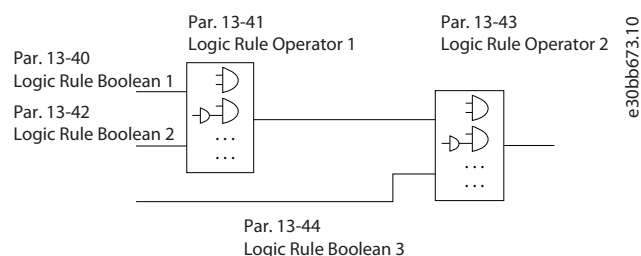 Par. 13-41
Logic Rule Operator 1
Par. 13-43
Logic Rule Operator 2
Par. 13-40
Logic Rule Boolean 1
Par. 13-42
Logic Rule Boolean 2
...
...
...
...
Par. 13-44
Logic Rule Boolean 3
e30bb673.10